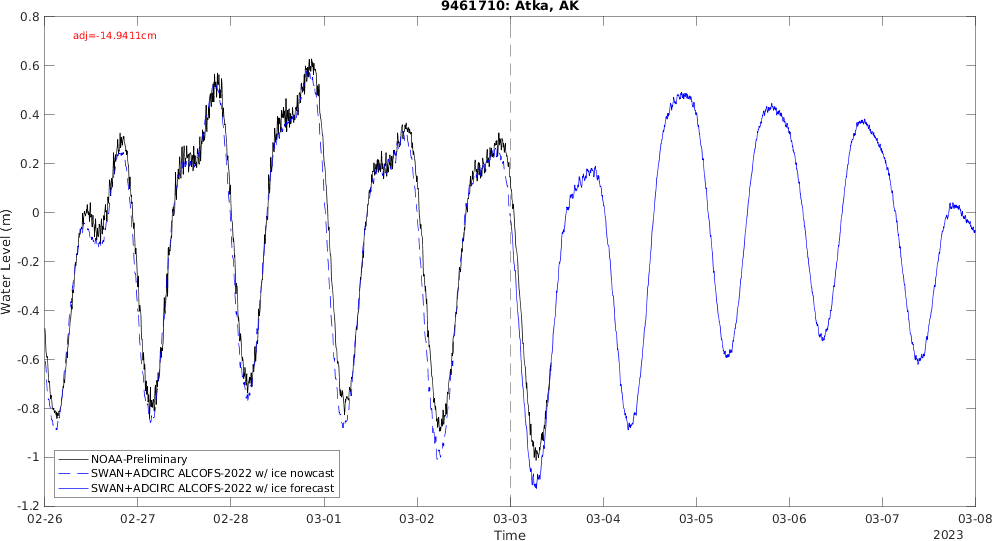 9461710: Atka, AK
adj=-14.9411cm
Water Level (m)
0.8
0.6
0.4
0.2
0
-0.2
-0.4
-0.6
-0.8
-1
-1.2
NOAA-Preliminary
SWAN+ADCIRC ALCOFS-2022 w/ ice nowcast
SWAN+ADCIRC ALCOFS-2022 w/ ice forecast
02-26 02-27 02-28 03-01 03-02 03-03 03-04 03-05 03-06 03-07 03-08
Time
2023